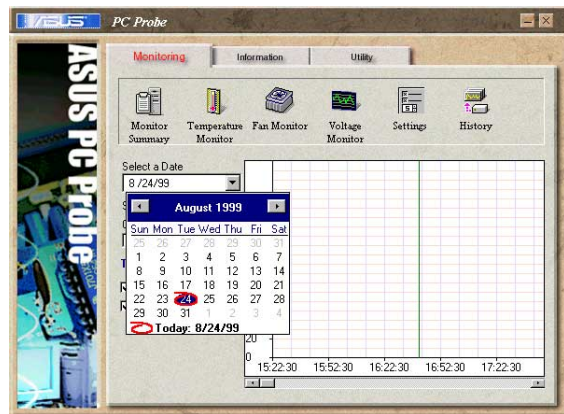 ASUS PC Probe
ASUS PC Probe
Monitoring Information Utility
Monitor Summary
Temperature Monitor
Fan Monitor
Voltage Monitor
Settings
History
Select a Date
8 /24/99
August 1999
Sun Mon Tue Wed Thu Fri Sat
25 26 27 28 29 30 31
1 2 3 4 5 6 7
8 9 10 11 12 13 14
15 16 17 18 19 20 21
22 23 24 25 26 27 28
29 30 31 1 2 3 4
Today: 8/24/99
20
0
15:22:30 15:52:30 16:22:30 16:52:30 17:22:30